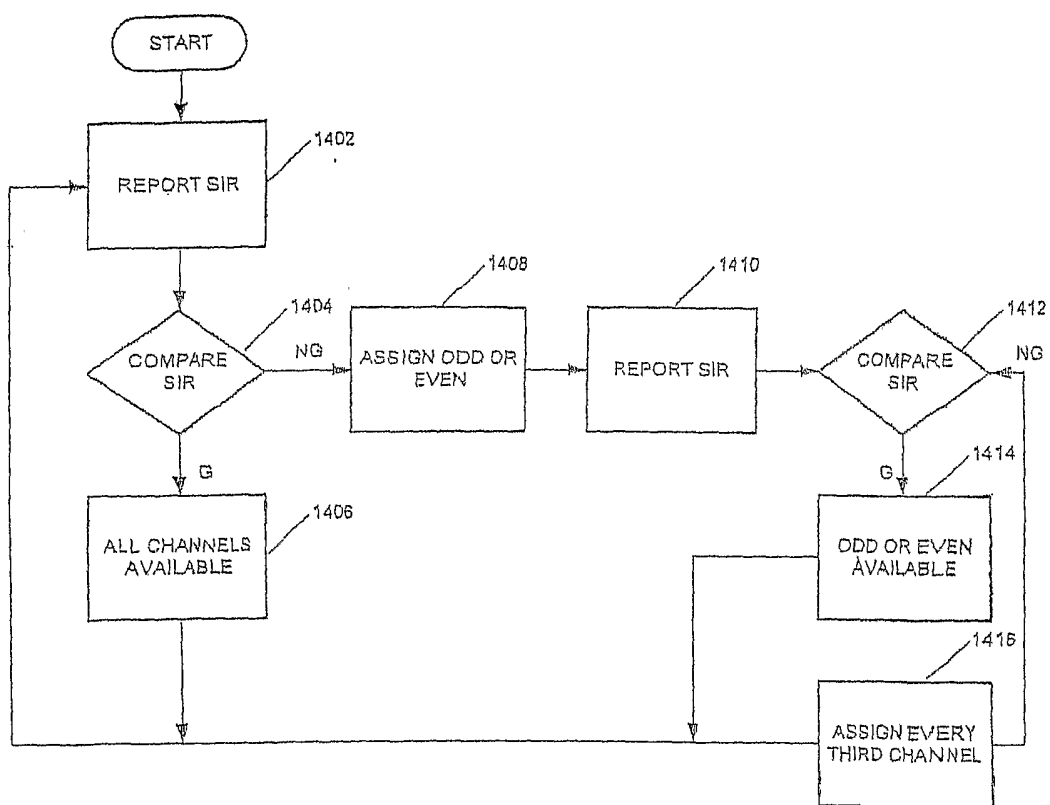 START
REPORT SIR
1402
COMPARE
SIR
1404
NG
G
ALL CHANNELS
AVAILABLE
1406
ASSIGN ODD OR
EVEN
1408
REPORT SIR
1410
COMPARE
SIR
1412
NG
G
ODD OR EVEN
AVAILABLE
1414
ASSIGN EVERY
THIRD CHANNEL
1416